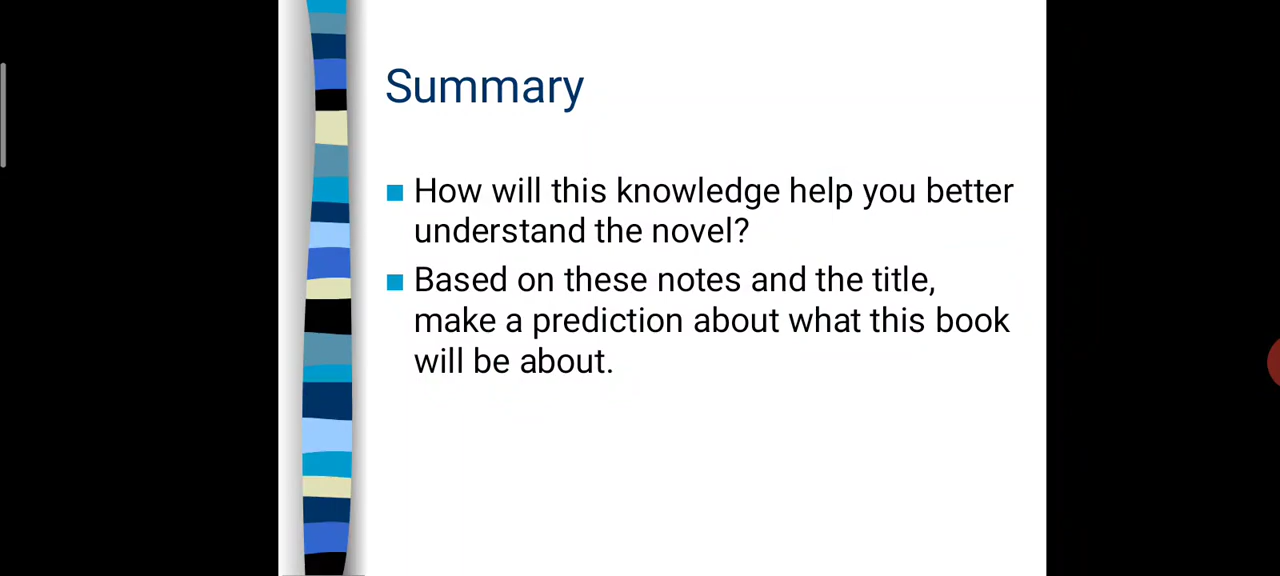 Summary
How will this knowledge help you better
understand the novel?
Based on these notes and the title,
make a prediction about what this book
will be about.